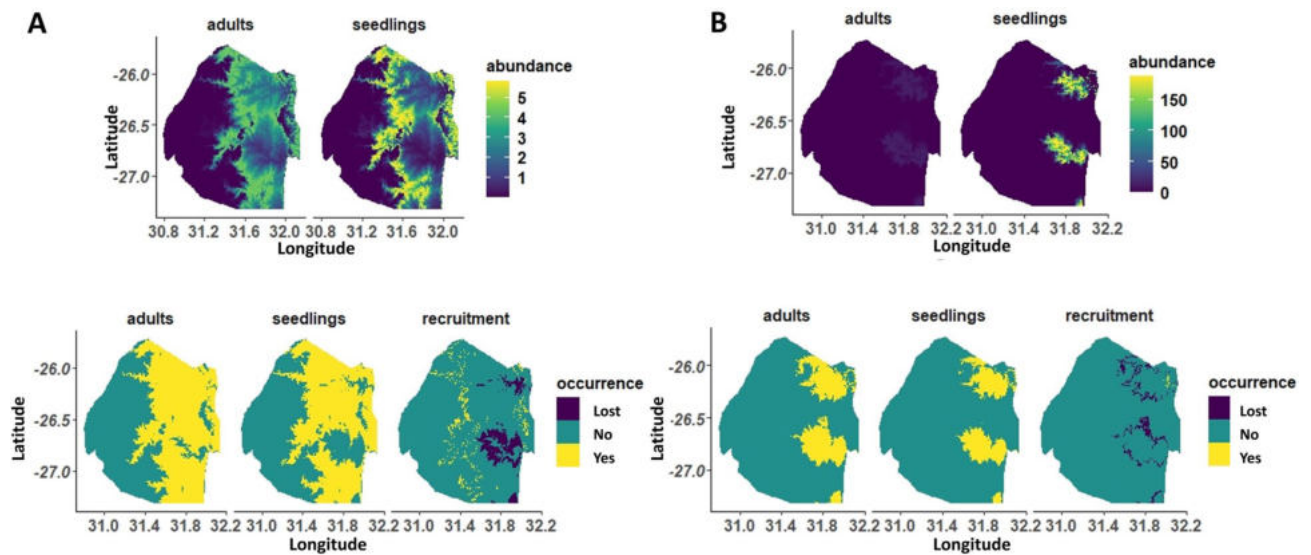 A
adults seedlings
Latitude
-26.0
-26.5
-27.0
30.8 31.2 31.6 32.0 30.8 31.2 31.6 32.0
Longitude
abundance
5
4
3
2
1
B
adults seedlings
Latitude
-26.0
-26.5
-27.0
31.0 31.4 31.8 32.2 31.0 31.4 31.8 32.2
Longitude
abundance
150
100
50
0
adults seedlings recruitment
Latitude
-26.0
-26.5
-27.0
31.0 31.4 31.8 32.2 31.0 31.4 31.8 32.2 31.0 31.4 31.8 32.2
Longitude
occurrence
Lost
No
Yes
adults seedlings recruitment
Latitude
-26.0
-26.5
-27.0
31.0 31.4 31.8 32.2 31.0 31.4 31.8 32.2 31.0 31.4 31.8 32.2
Longitude
occurrence
Lost
No
Yes